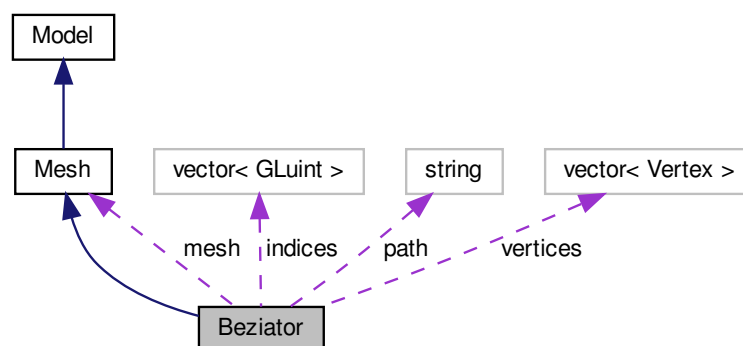 Model
Mesh
vector< GLuint >
string
vector< Vertex >
mesh
indices
path
vertices
Beziator